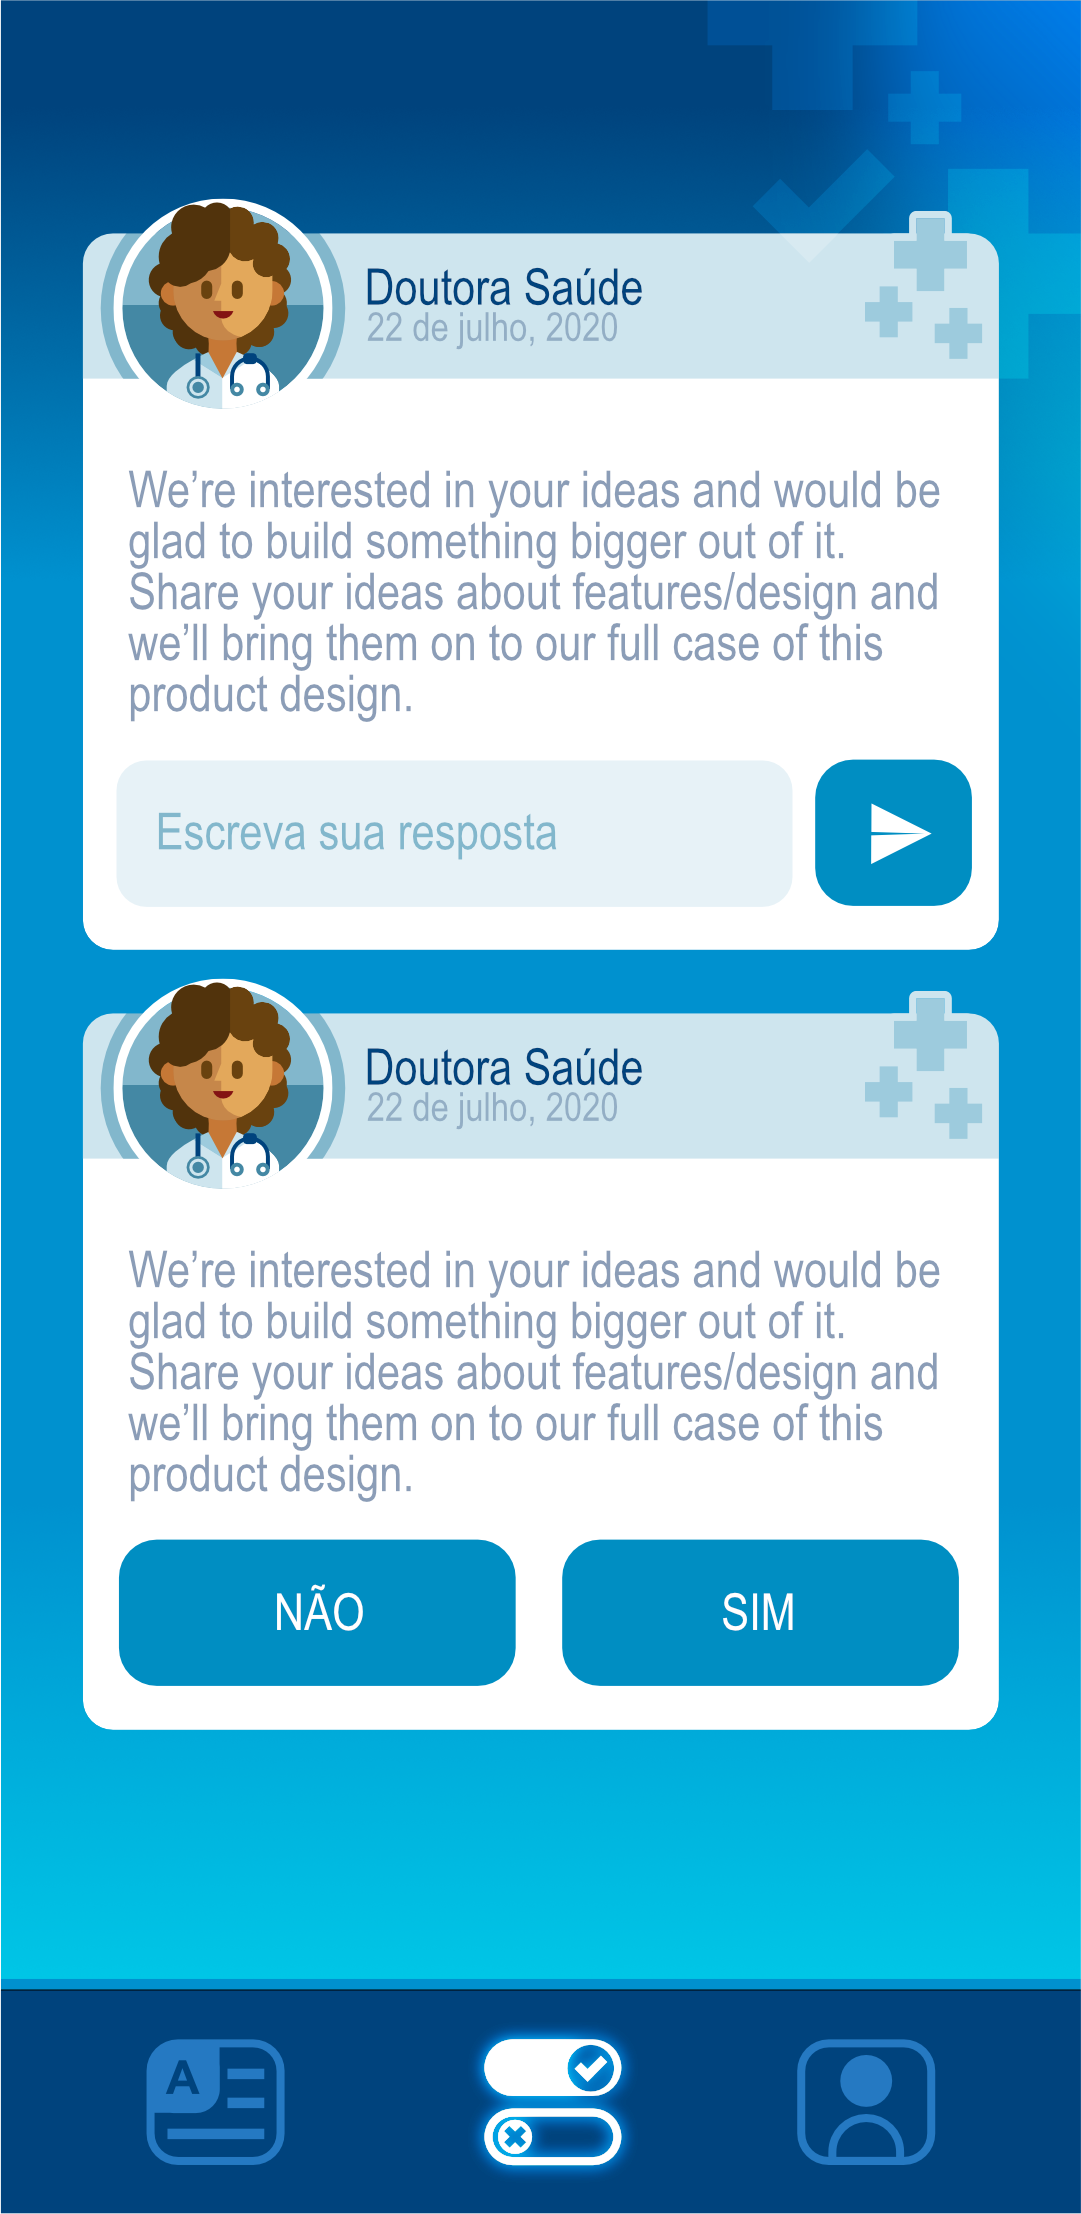 Doutora Saúde
22 de julho, 2020
We’re interested in your ideas and would be
glad to build something bigger out of it.
Share your ideas about features/design and
we’ll bring them on to our full case of this
product design.
Escreva sua resposta
Doutora Saúde
22 de julho, 2020
We’re interested in your ideas and would be
glad to build something bigger out of it.
Share your ideas about features/design and
we’ll bring them on to our full case of this
product design.
NÃO SIM
A